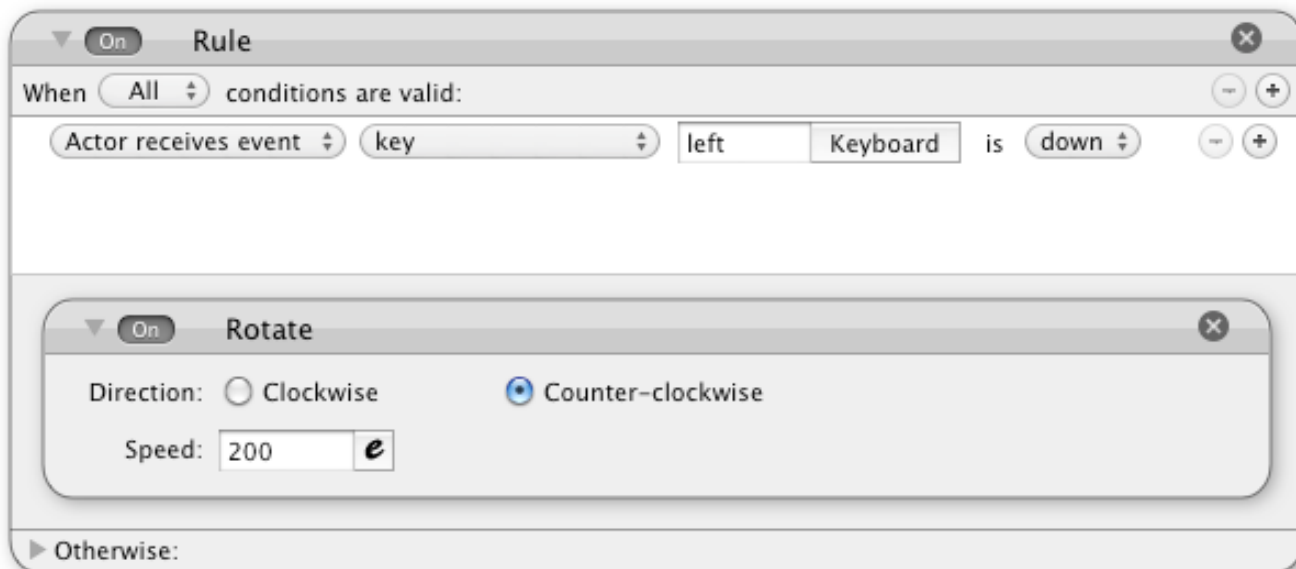 On Rule
When All conditions are valid:
Actor receives event key left Keyboard is down
On Rotate
Direction: Clockwise Counter-clockwise
Speed: 200 e
Otherwise: